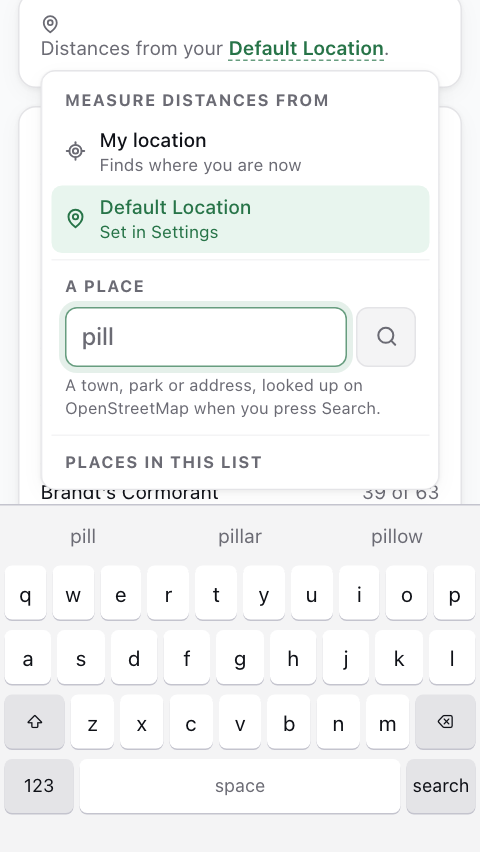 Distances from your Default Location.
MEASURE DISTANCES FROM
My location
Finds where you are now
Default Location
Set in Settings
A PLACE
pill
A town, park or address, looked up on
OpenStreetMap when you press Search.
PLACES IN THIS LIST
Brandt's Cormorant 39 of 63
pill pillar pillow
q w e r t y u i o p
a s d f g h j k l
z x c v b n m
123 space search